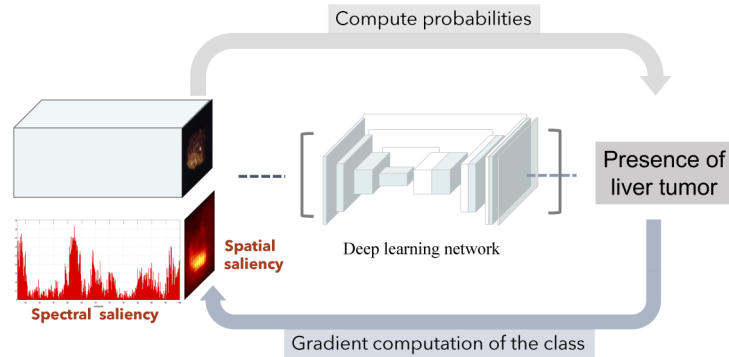 Compute probabilities
Presence of
liver tumor
Deep learning network
Spatial
saliency
Spectral saliency
Gradient computation of the class